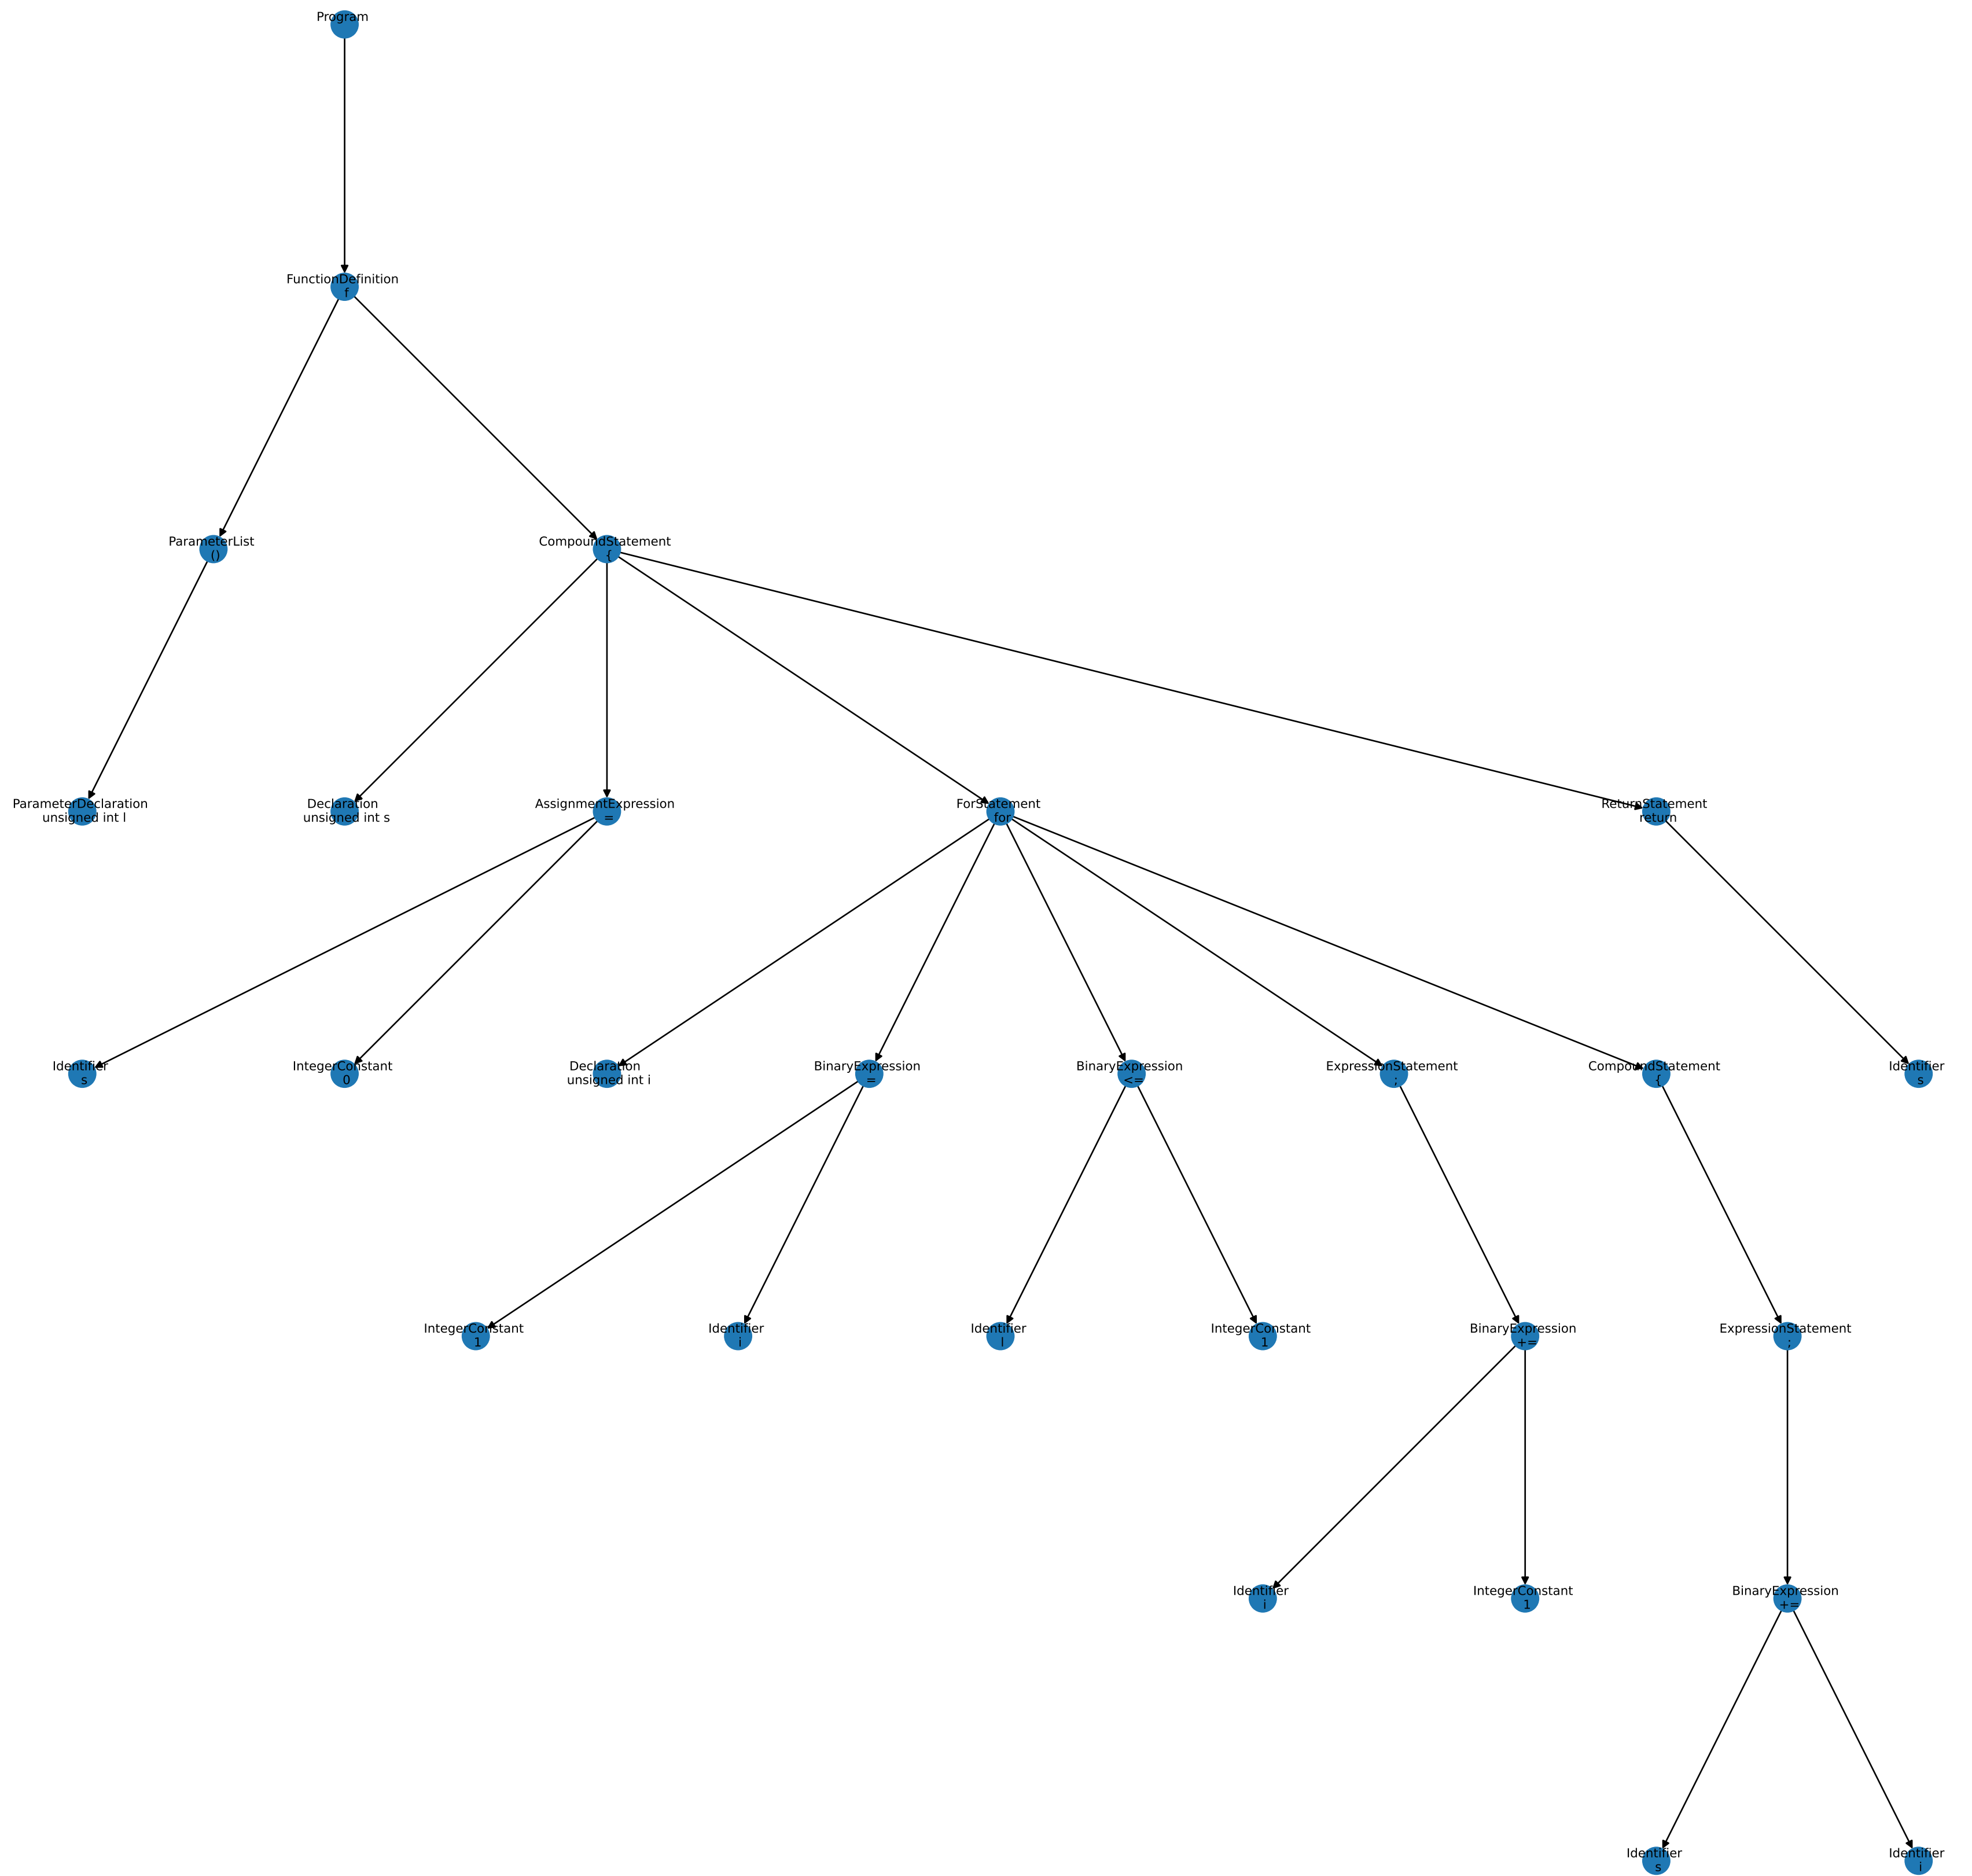 Program
FunctionDefinition
f
ParameterList
()
CompoundStatement
{
ParameterDeclaration
unsigned int l
Declaration
unsigned int s
AssignmentExpression
=
ForStatement
for
ReturnStatement
return
Identifier
s
IntegerConstant
0
Declaration
unsigned int i
BinaryExpression
=
BinaryExpression
<=
ExpressionStatement
;
CompoundStatement
{
Identifier
s
IntegerConstant
1
Identifier
i
Identifier
l
IntegerConstant
1
BinaryExpression
+=
ExpressionStatement
;
Identifier
i
IntegerConstant
1
BinaryExpression
+=
Identifier
s
Identifier
i